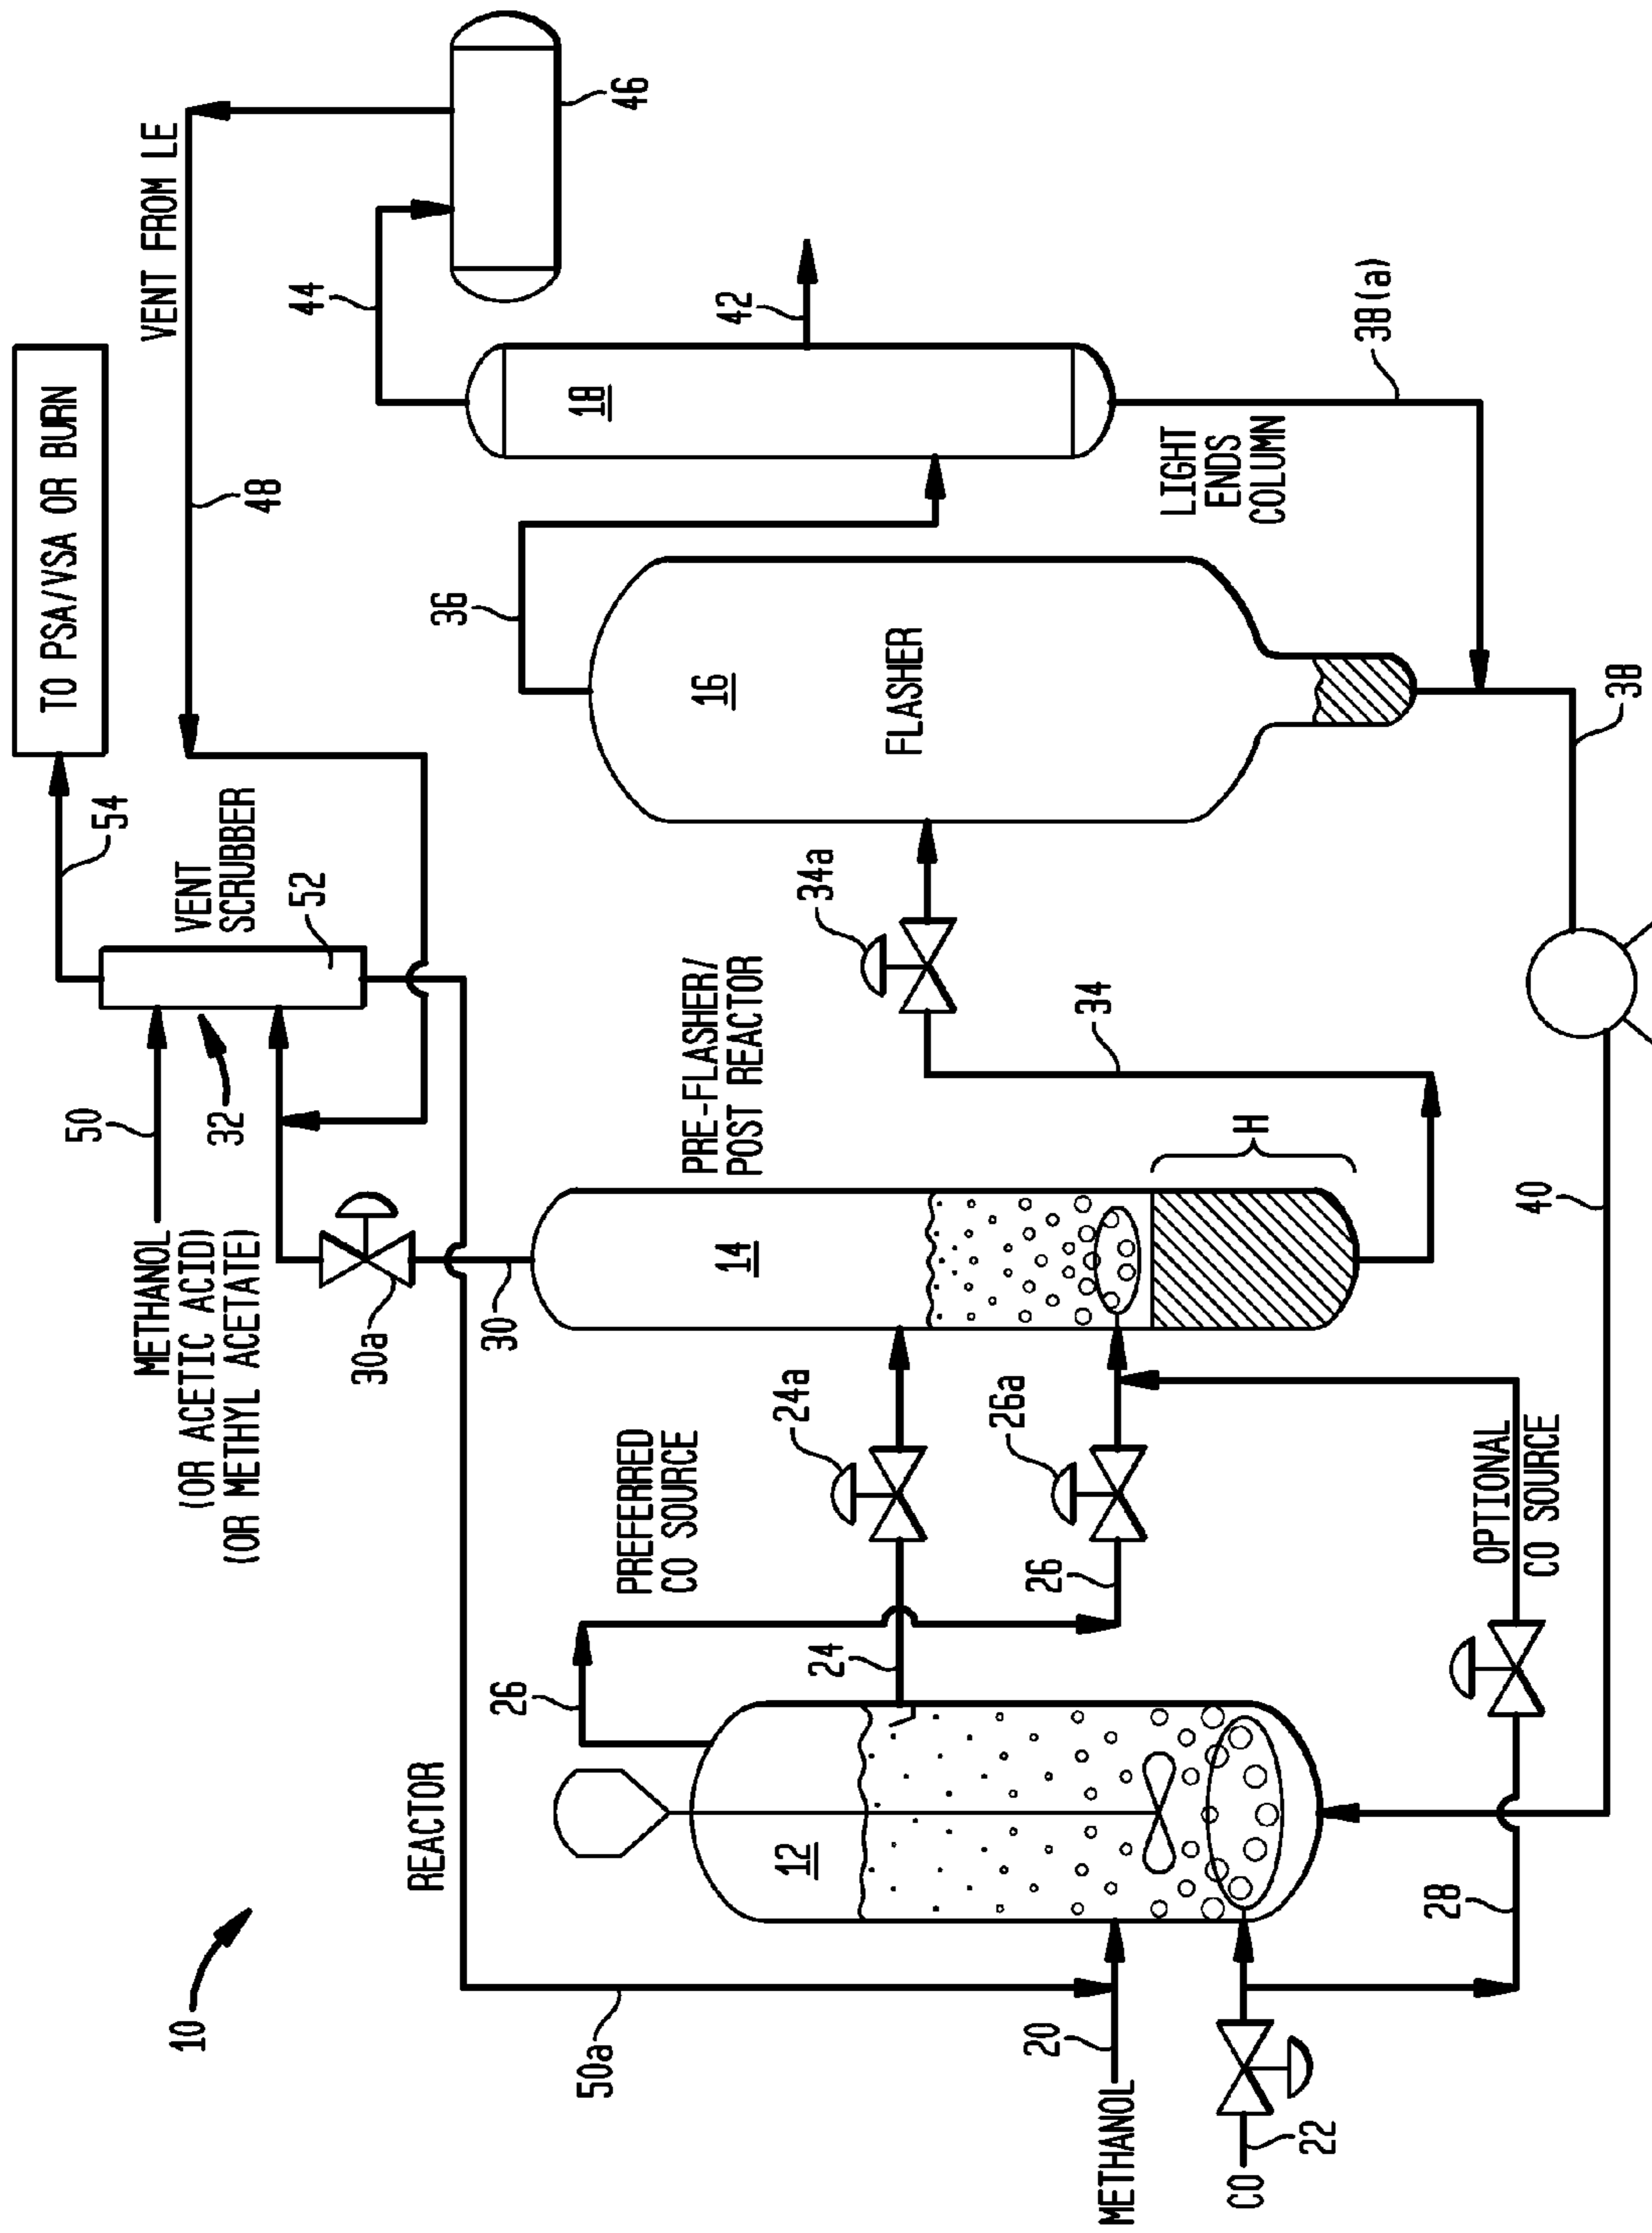 10
REACTOR
50a
METHANOL
20
CO
22
12
26
24
28
PREFERRED
CO SOURCE
24a
26
26a
OPTIONAL
CO SOURCE
40
METHANOL
(OR ACETIC ACID)
(OR METHYL ACETATE)
50
32
30a
30
14
PRE-FLASHER/
POST REACTOR
H
34
34a
VENT
SCRUBBER
52
54
TO PSA/VSA OR BURN
VENT FROM LE
48
36
16
FLASHER
38
18
LIGHT
ENDS
COLUMN
38(a)
42
44
46